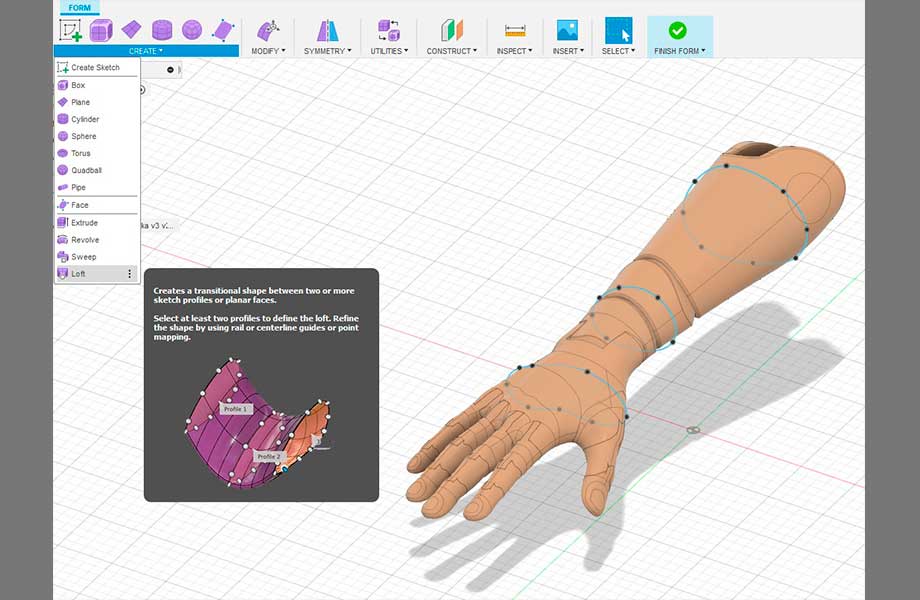 FORM
CREATE
MODIFY
SYMMETRY
UTILITIES
CONSTRUCT
INSPECT
INSERT
SELECT
FINISH FORM
Create Sketch
Box
Plane
Cylinder
Sphere
Torus
Quadball
Pipe
Face
Extrude
Revolve
Sweep
Loft
ka v3 v...
Creates a transitional shape between two or more
sketch profiles or planar faces.
Select at least two profiles to define the loft. Refine
the shape by using rail or centerline guides or point
mapping.
Profile 1
Profile 2